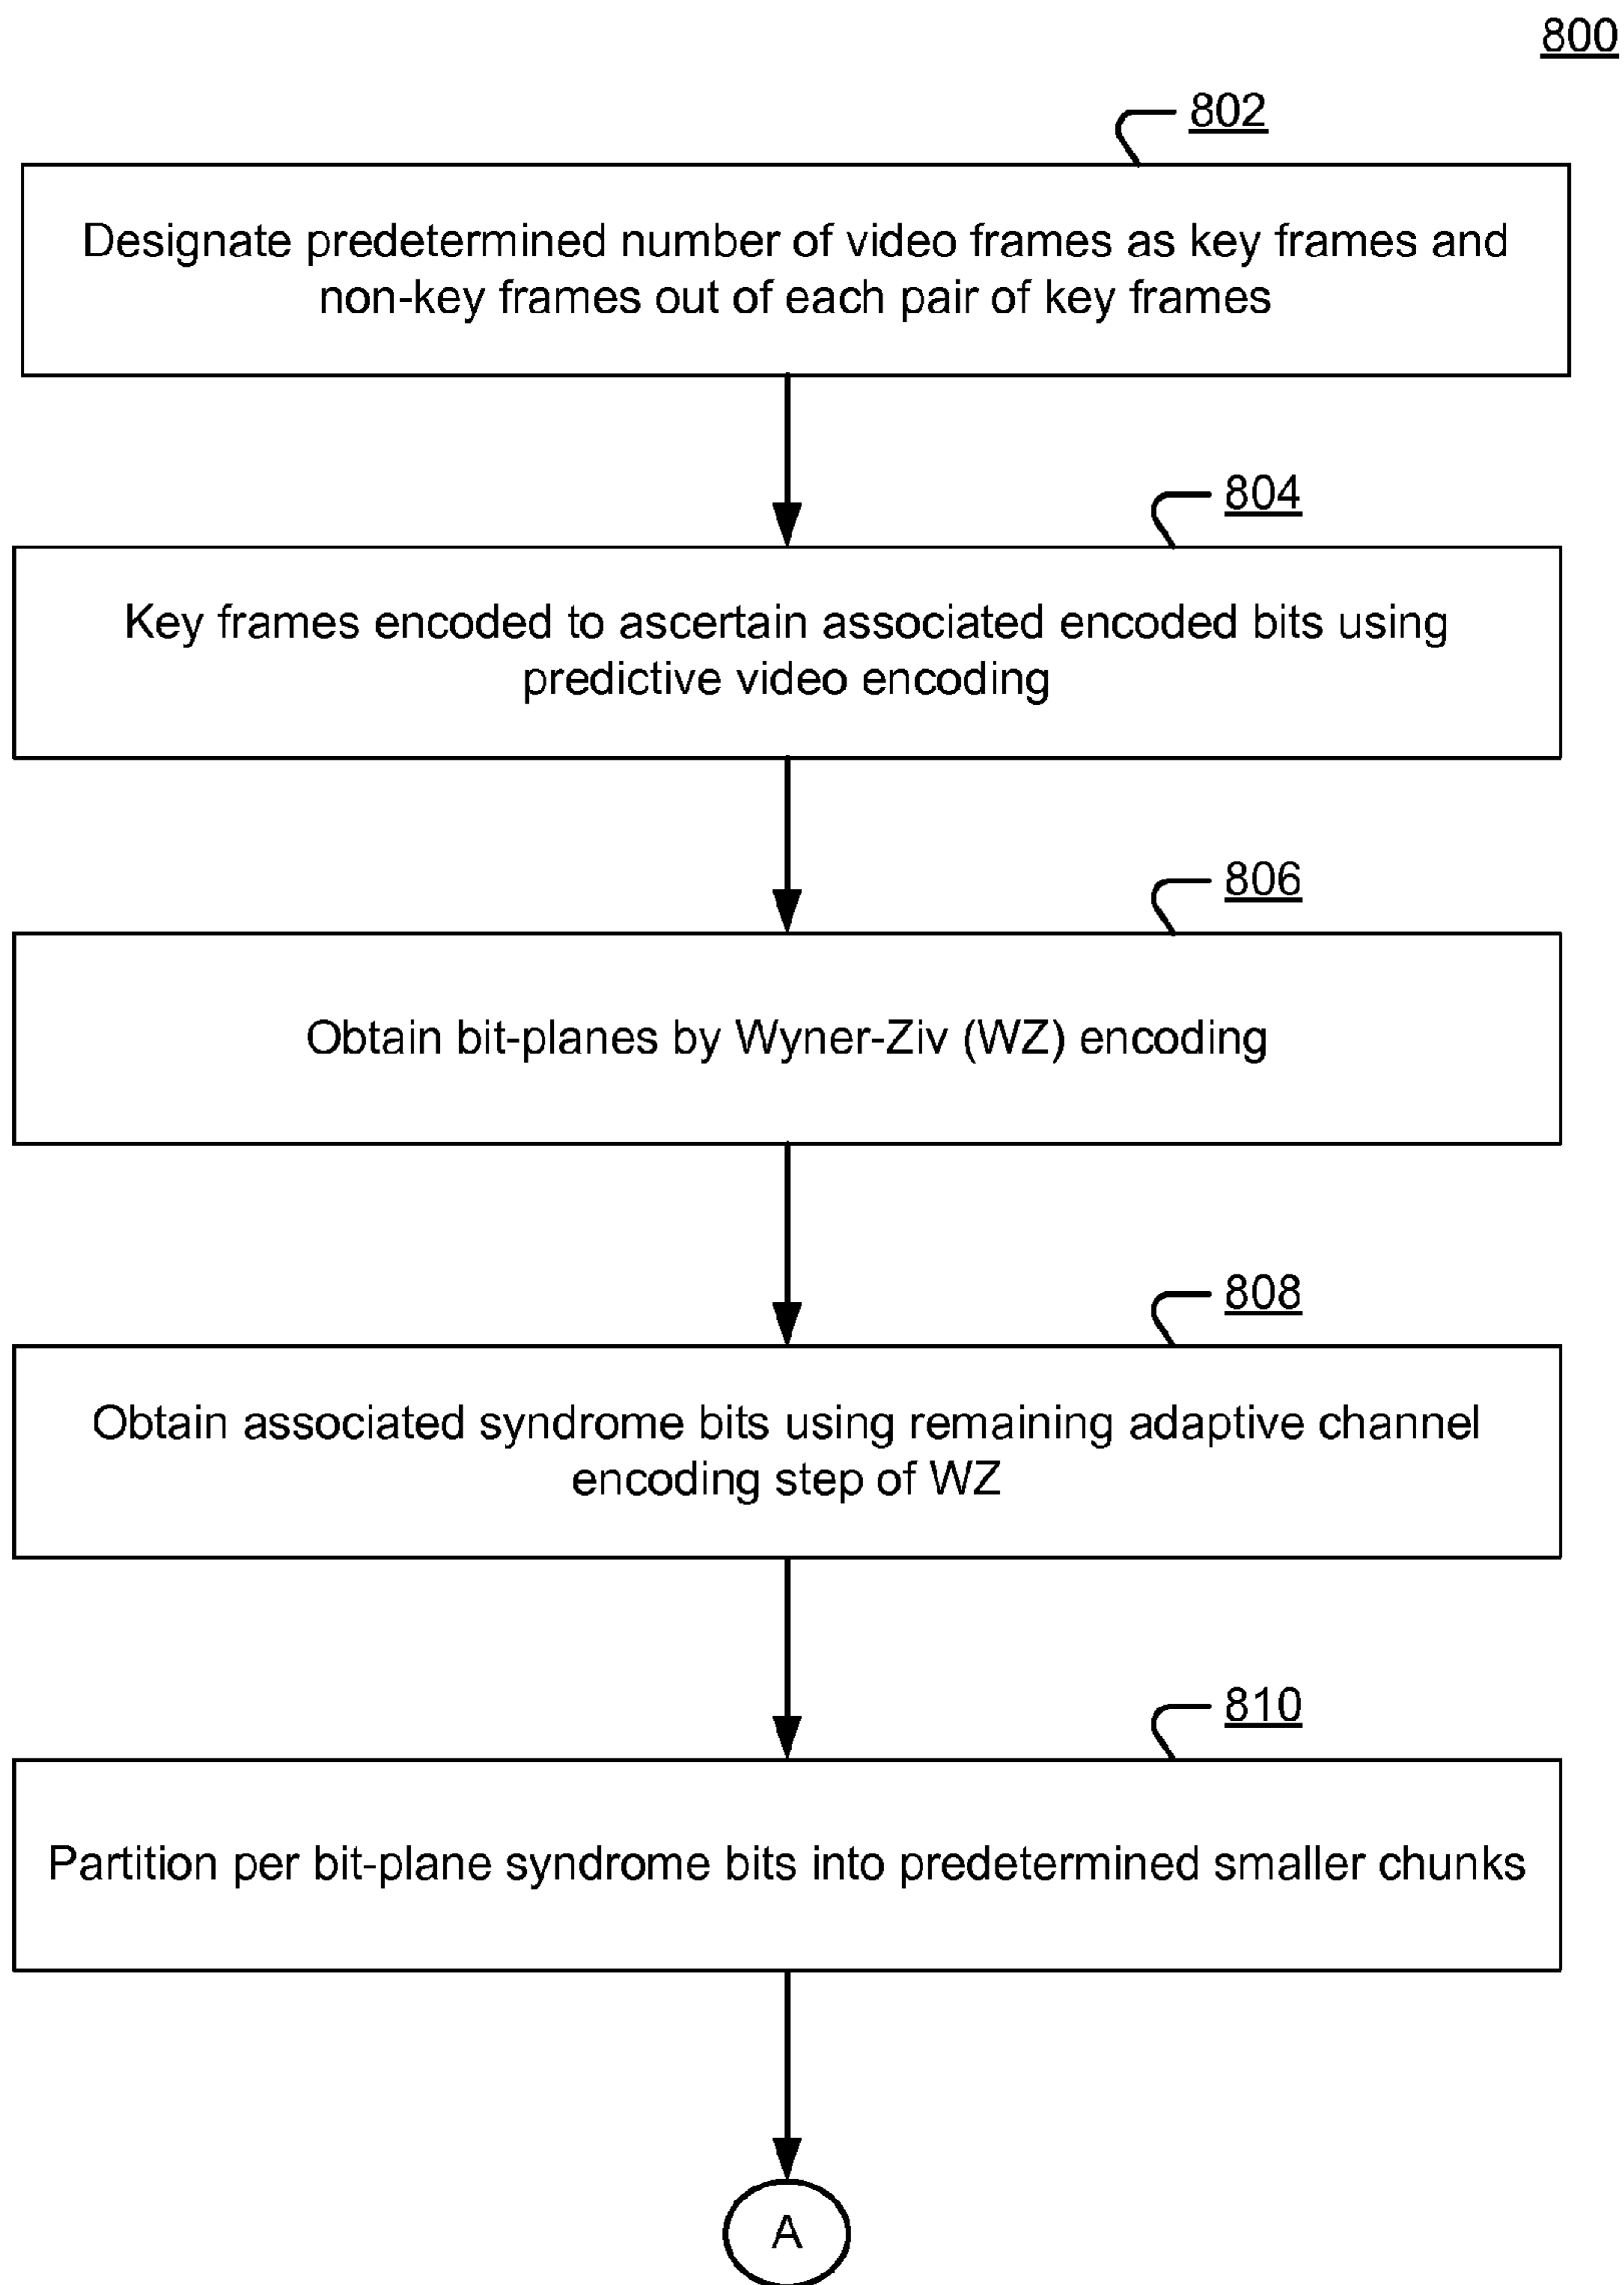 800
802
Designate predetermined number of video frames as key frames and
non-key frames out of each pair of key frames
804
Key frames encoded to ascertain associated encoded bits using
predictive video encoding
806
Obtain bit-planes by Wyner-Ziv (WZ) encoding
808
Obtain associated syndrome bits using remaining adaptive channel
encoding step of WZ
810
Partition per bit-plane syndrome bits into predetermined smaller chunks
A